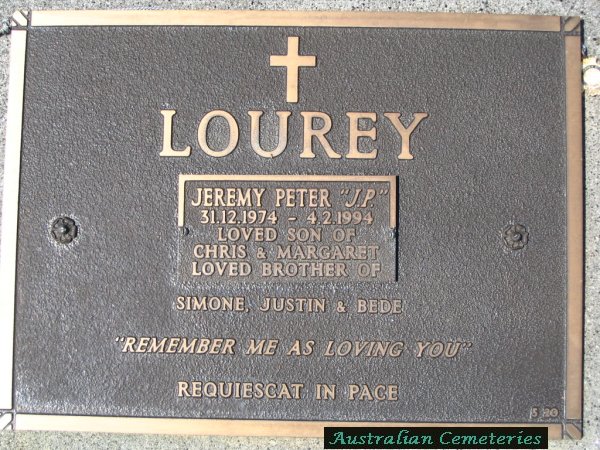 LOUREY
JEREMY PETER "J.P."
31.12.1974 - 4.2.1994
LOVED SON OF
CHRIS & MARGARET
LOVED BROTHER OF
SIMONE, JUSTIN & BEDE
"REMEMBER ME AS LOVING YOU"
REQUIESCAT IN PACE
Australian Cemeteries